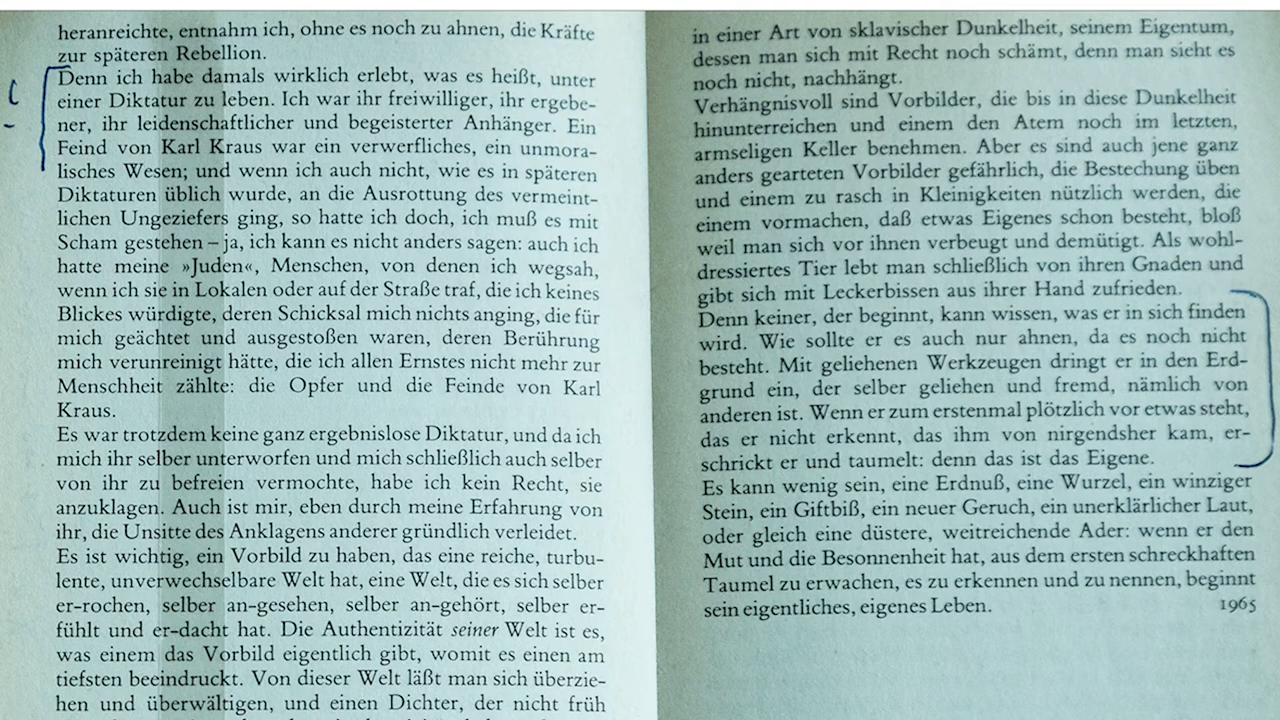 heranreichte, entnahm ich, ohne es noch zu ahnen, die Kräfte
zur späteren Rebellion.
Denn ich habe damals wirklich erlebt, was es heißt, unter
einer Diktatur zu leben. Ich war ihr freiwilliger, ihr ergebe-
ner, ihr leidenschaftlicher und begeisterter Anhänger. Ein
Feind von Karl Kraus war ein verwerfliches, ein unmora-
lisches Wesen; und wenn ich auch nicht, wie es in späteren
Diktaturen üblich wurde, an die Ausrottung des vermeint-
lichen Ungeziefers ging, so hatte ich doch, ich muß es mit
Scham gestehen – ja, ich kann es nicht anders sagen: auch ich
hatte meine »Juden«, Menschen, von denen ich wegsah,
wenn ich sie in Lokalen oder auf der Straße traf, die ich keines
Blickes würdigte, deren Schicksal mich nichts anging, die für
mich geächtet und ausgestoßen waren, deren Berührung
mich verunreinigt hätte, die ich allen Ernstes nicht mehr zur
Menschheit zählte: die Opfer und die Feinde von Karl
Kraus.
Es war trotzdem keine ganz ergebnislose Diktatur, und da ich
mich ihr selber unterworfen und mich schließlich auch selber
von ihr zu befreien vermochte, habe ich kein Recht, sie
anzuklagen. Auch ist mir, eben durch meine Erfahrung von
ihr, die Unsitte des Anklagens anderer gründlich verleidet.
Es ist wichtig, ein Vorbild zu haben, das eine reiche, turbu-
lente, unverwechselbare Welt hat, eine Welt, die es sich selber
er-rochen, selber an-gesehen, selber an-gehört, selber er-
fühlt und er-dacht hat. Die Authentizität seiner Welt ist es,
was einem das Vorbild eigentlich gibt, womit es einen am
tiefsten beeindruckt. Von dieser Welt läßt man sich überzie-
hen und überwältigen, und einen Dichter, der nicht früh
in einer Art von sklavischer Dunkelheit, seinem Eigentum,
dessen man sich mit Recht noch schämt, denn man sieht es
noch nicht, nachhängt.
Verhängnisvoll sind Vorbilder, die bis in diese Dunkelheit
hinunterreichen und einem den Atem noch im letzten,
armseligen Keller benehmen. Aber es sind auch jene ganz
anders gearteten Vorbilder gefährlich, die Bestechung üben
und einem zu rasch in Kleinigkeiten nützlich werden, die
einem vormachen, daß etwas Eigenes schon besteht, bloß
weil man sich vor ihnen verbeugt und demütigt. Als wohl-
dressiertes Tier lebt man schließlich von ihren Gnaden und
gibt sich mit Leckerbissen aus ihrer Hand zufrieden.
Denn keiner, der beginnt, kann wissen, was er in sich finden
wird. Wie sollte er es auch nur ahnen, da es noch nicht
besteht. Mit geliehenen Werkzeugen dringt er in den Erd-
grund ein, der selber geliehen und fremd, nämlich von
anderen ist. Wenn er zum erstenmal plötzlich vor etwas steht,
das er nicht erkennt, das ihm von nirgendsher kam, er-
schrickt er und taumelt: denn das ist das Eigene.
Es kann wenig sein, eine Erdnuß, eine Wurzel, ein winziger
Stein, ein Giftbiß, ein neuer Geruch, ein unerklärlicher Laut,
oder gleich eine düstere, weitreichende Ader: wenn er den
Mut und die Besonnenheit hat, aus dem ersten schreckhaften
Taumel zu erwachen, es zu erkennen und zu nennen, beginnt
sein eigentliches, eigenes Leben. 1965